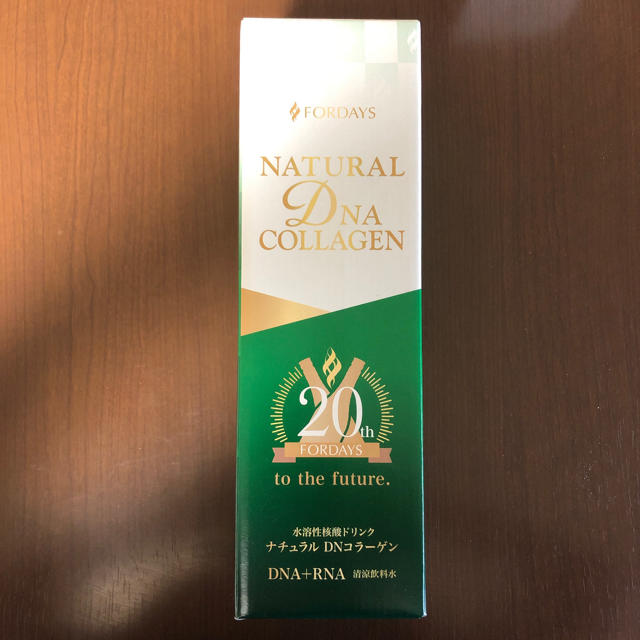 FORDAYS
NATURAL
DNA
COLLAGEN
20th
FORDAYS
to the future.
水溶性核酸ドリンク
ナチュラル DNコラーゲン
DNA+RNA 清涼飲料水